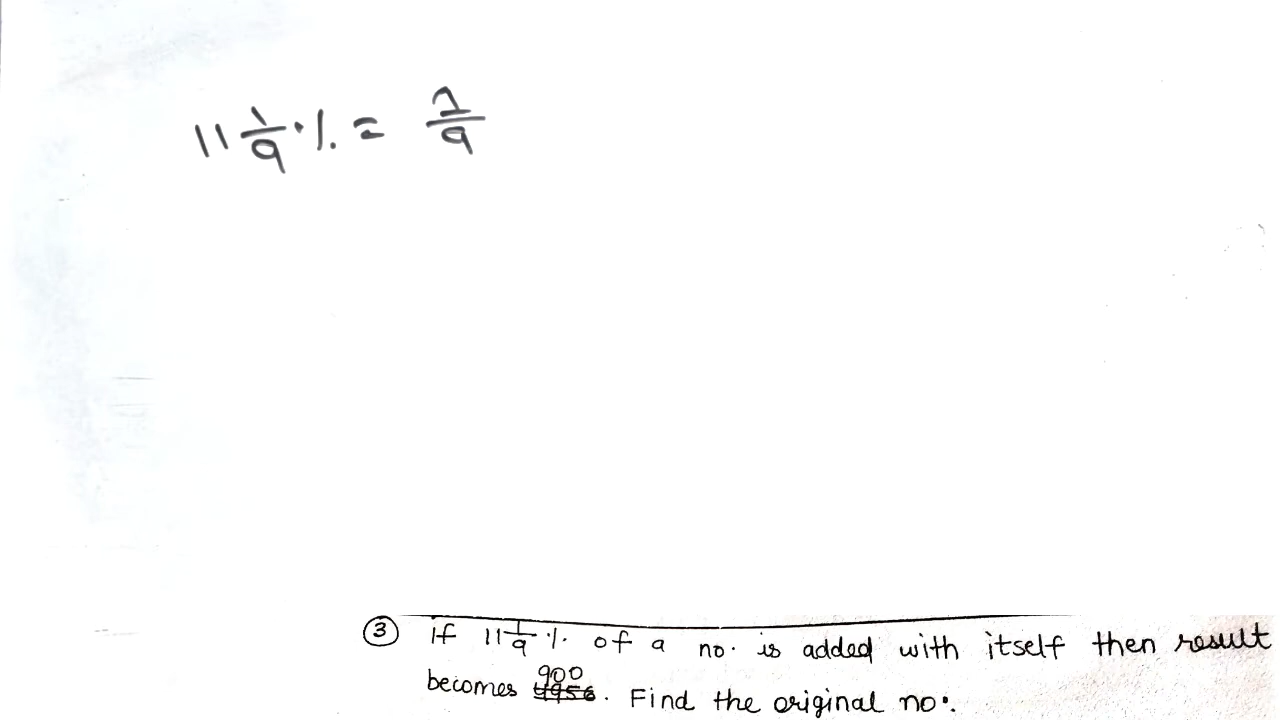 11 1/9 % = 1/9
③ If 11 1/9 % of a no. is added with itself then result
900
becomes 4956. Find the original no.